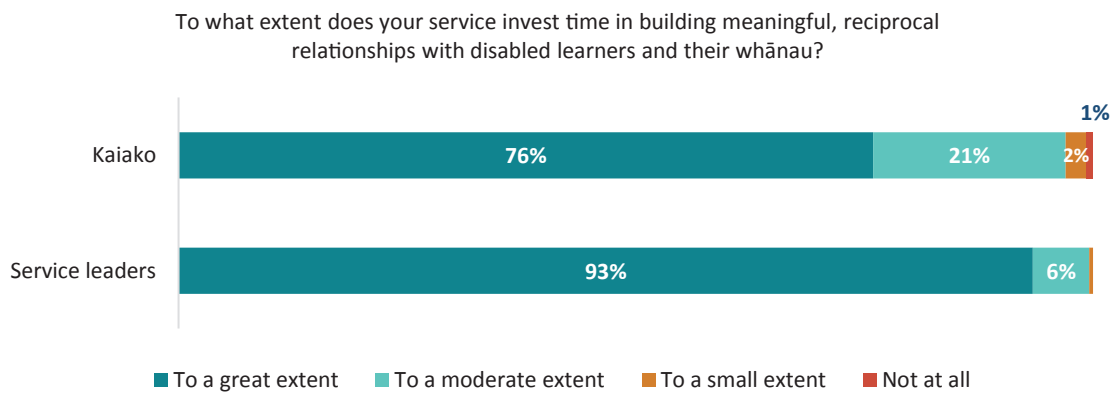 To what extent does your service invest time in building meaningful, reciprocal
relationships with disabled learners and their whānau?
1%
Kaiako 76% 21% 2%
Service leaders 93% 6%
To a great extent To a moderate extent To a small extent Not at all